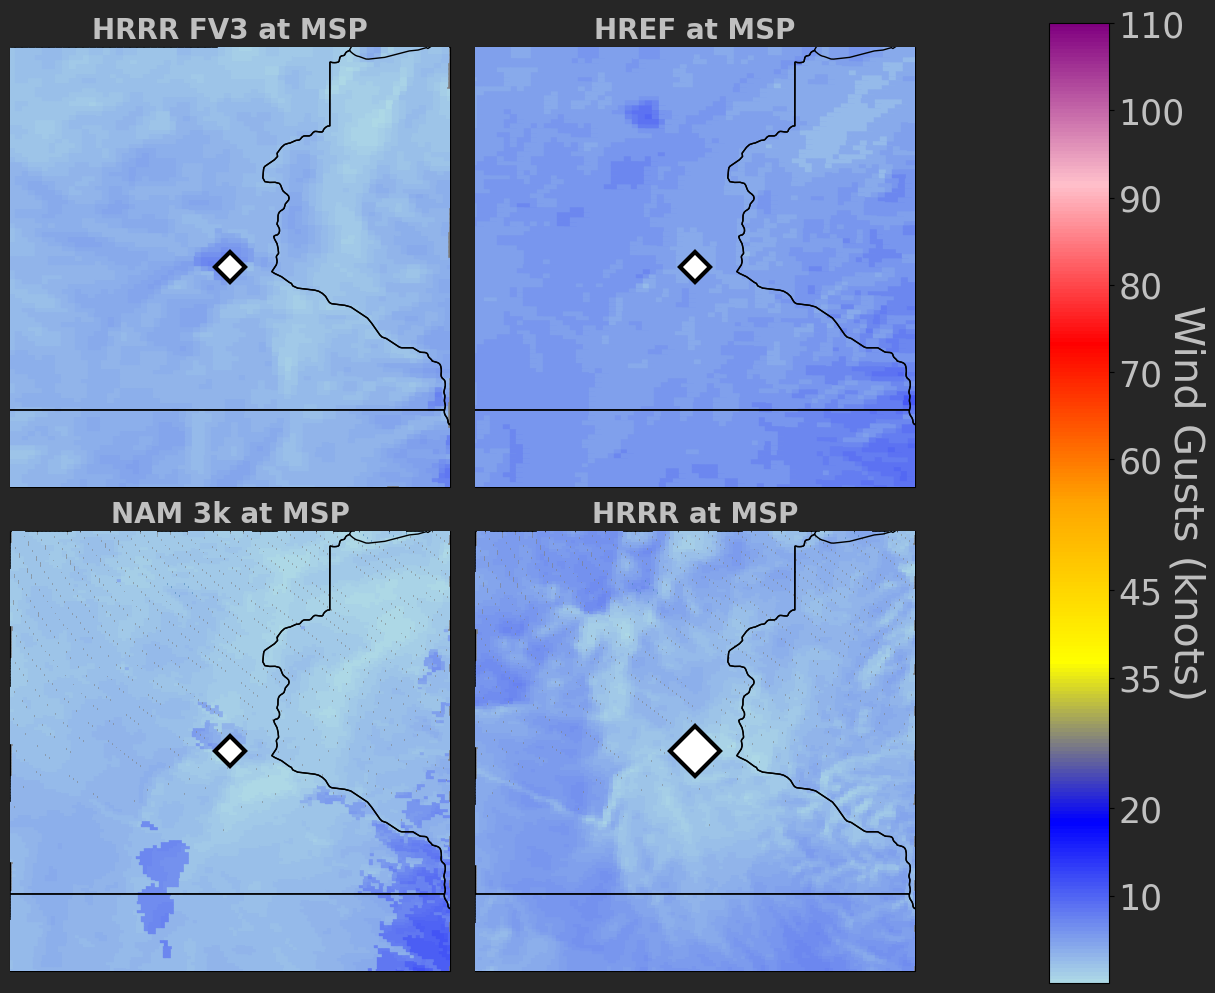 HRRR FV3 at MSP
HREF at MSP
NAM 3k at MSP
HRRR at MSP
110
100
90
80
70
60
45
35
20
10
Wind Gusts (knots)